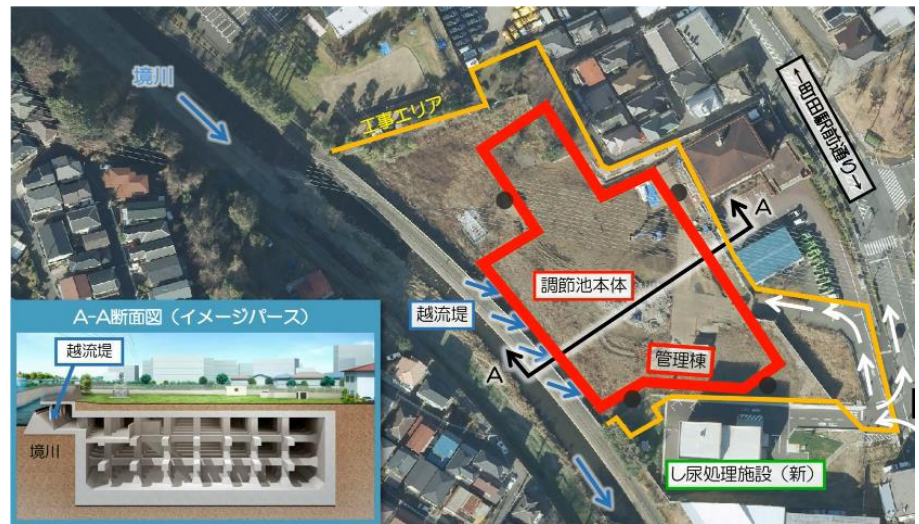 境川
工事エリア
←町田駅前通り→
A
調節池本体
越流堤
管理棟
A
し尿処理施設（新）
A-A断面図（イメージパース）
越流堤
境川